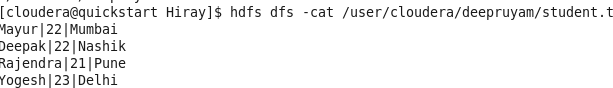 [cloudera@quickstart Hiray]$ hdfs dfs -cat /user/cloudera/deepruyam/student.t
Mayur|22|Mumbai
Deepak|22|Nashik
Rajendra|21|Pune
Yogesh|23|Delhi